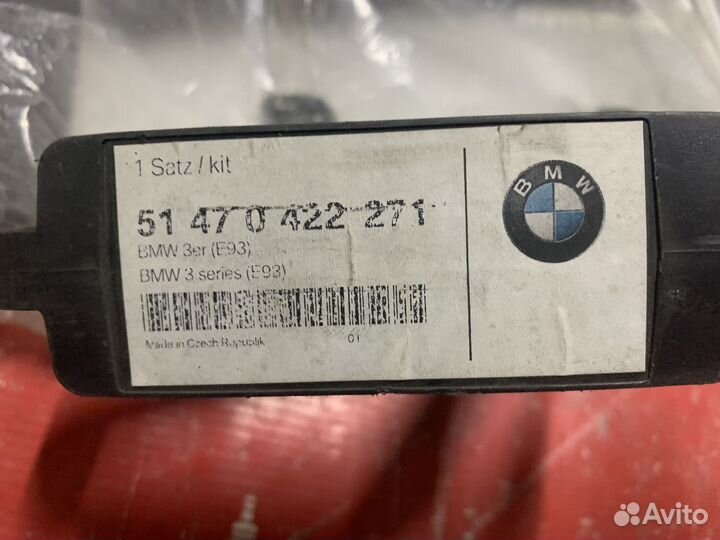 1 Satz / kit
51 47 0 422 271
BMW 3er (E93)
BMW 3 series (E93)
Made in Czech Republik
01
BMW
Avito